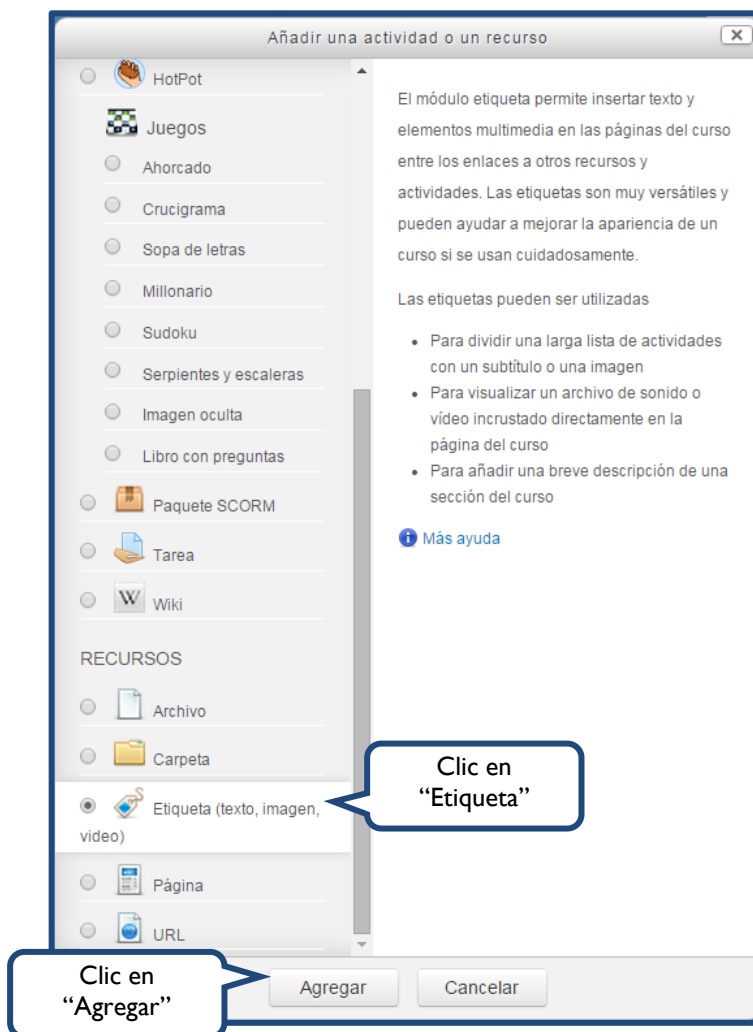 Añadir una actividad o un recurso
HotPot
Juegos
Ahorcado
Crucigrama
Sopa de letras
Millonario
Sudoku
Serpientes y escaleras
Imagen oculta
Libro con preguntas
Paquete SCORM
Tarea
W
Wiki
RECURSOS
Archivo
Carpeta
Etiqueta (texto, imagen,
video)
Página
URL
El módulo etiqueta permite insertar texto y
elementos multimedia en las páginas del curso
entre los enlaces a otros recursos y
actividades. Las etiquetas son muy versátiles y
pueden ayudar a mejorar la apariencia de un
curso si se usan cuidadosamente.
Las etiquetas pueden ser utilizadas
• Para dividir una larga lista de actividades
con un subtítulo o una imagen
• Para visualizar un archivo de sonido o
vídeo incrustado directamente en la
página del curso
• Para añadir una breve descripción de una
sección del curso
Más ayuda
Clic en
“Etiqueta”
Clic en
“Agregar”
Agregar
Cancelar